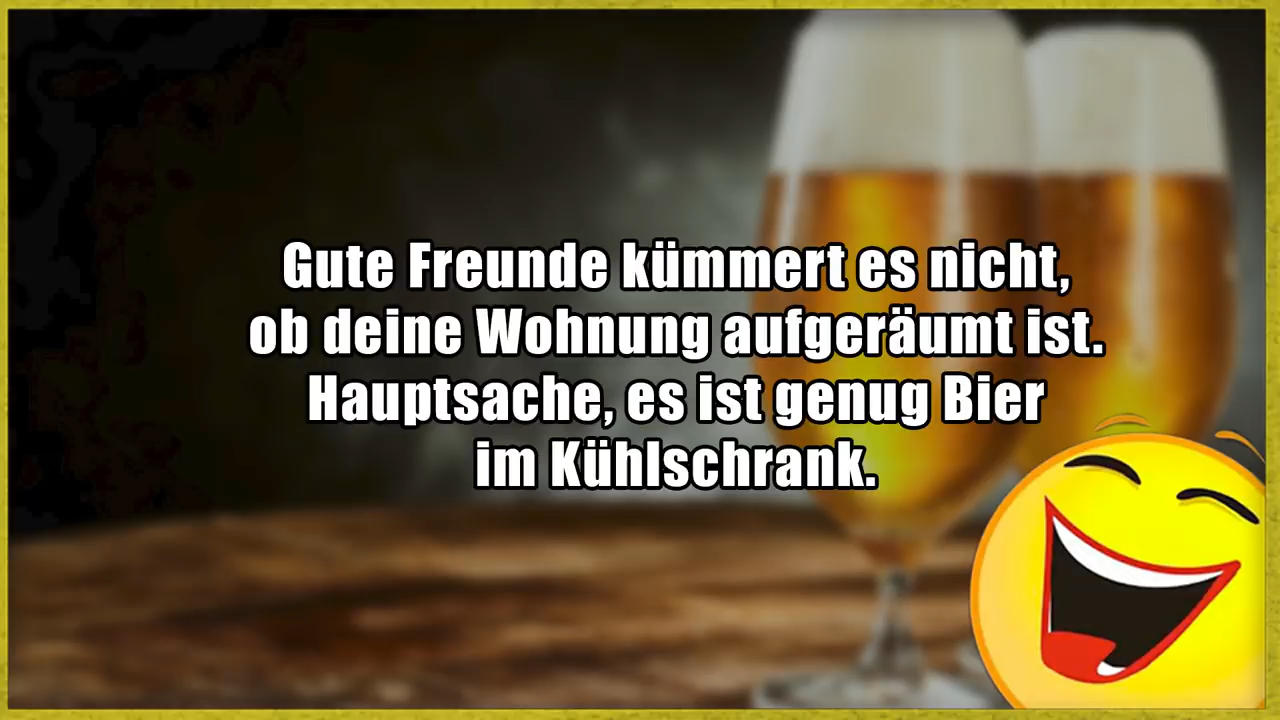 Gute Freunde kümmert es nicht,
ob deine Wohnung aufgeräumt ist.
Hauptsache, es ist genug Bier
im Kühlschrank.